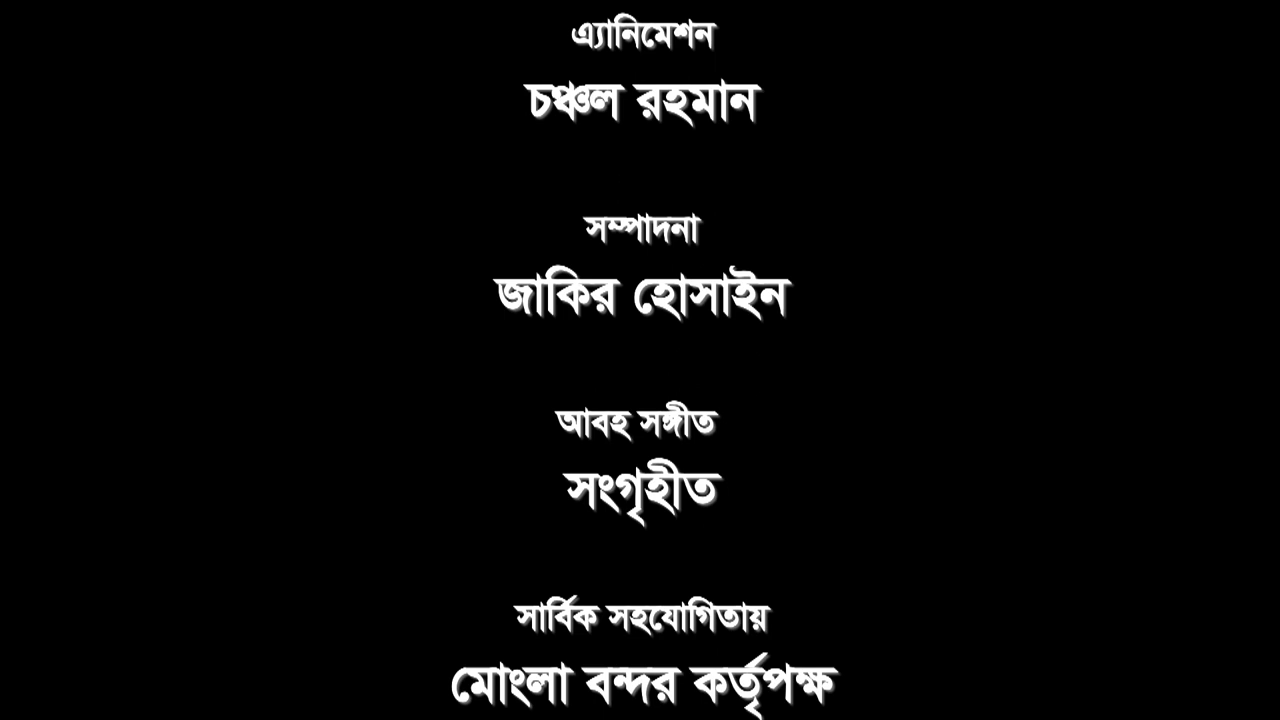 এ্যানিমেশন
চঞ্চল রহমান
সম্পাদনা
জাকির হোসাইন
আবহ সঙ্গীত
সংগৃহীত
সার্বিক সহযোগিতায়
মোংলা বন্দর কর্তৃপক্ষ